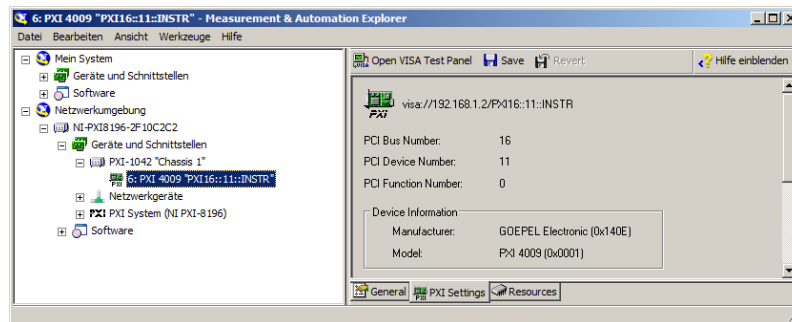 6: PXI 4009 "PXI16::11::INSTR" - Measurement & Automation Explorer
Datei Bearbeiten Ansicht Werkzeuge Hilfe
Mein System
Geräte und Schnittstellen
Software
Netzwerkumgebung
NI-PXI8196-2F10C2C2
Geräte und Schnittstellen
PXI-1042 "Chassis 1"
6: PXI 4009 "PXI16::11::INSTR"
Netzwerkgeräte
PXI PXI System (NI PXI-8196)
Software
Open VISA Test Panel Save Revert Hilfe einblenden
PXI visa://192.168.1.2/PXI16::11::INSTR
PCI Bus Number: 16
PCI Device Number: 11
PCI Function Number: 0
Device Information
Manufacturer: GOEPEL Electronic (0x140E)
Model: PXI 4009 (0x0001)
General PXI Settings Resources